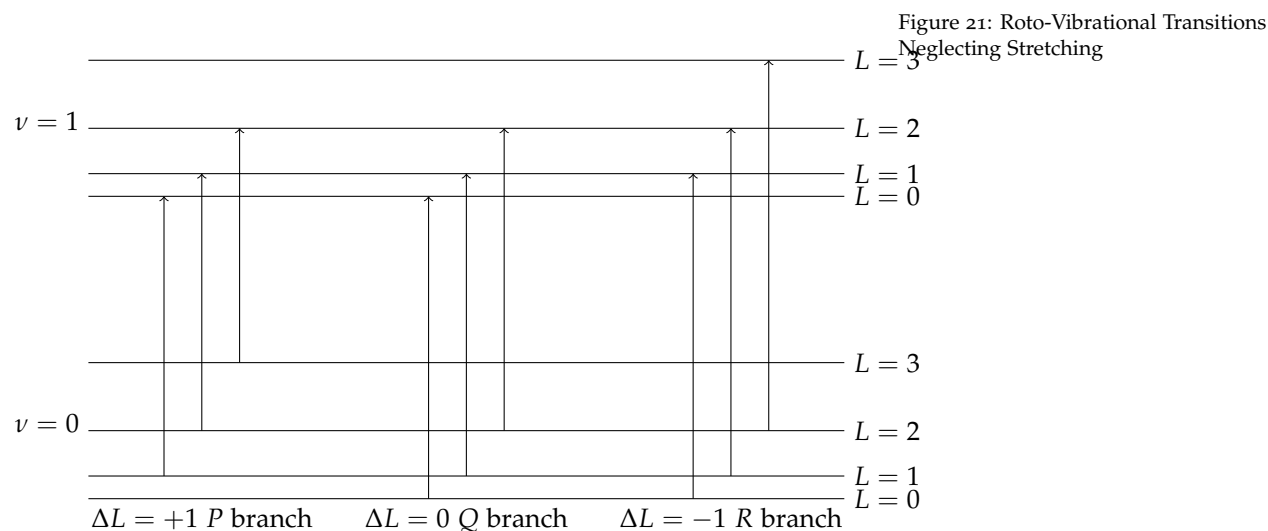 Figure 21: Roto-Vibrational Transitions
Neglecting Stretching
L = 3
ν = 1
L = 2
L = 1
L = 0
L = 3
ν = 0
L = 2
L = 1
L = 0
ΔL = +1 P branch ΔL = 0 Q branch ΔL = −1 R branch